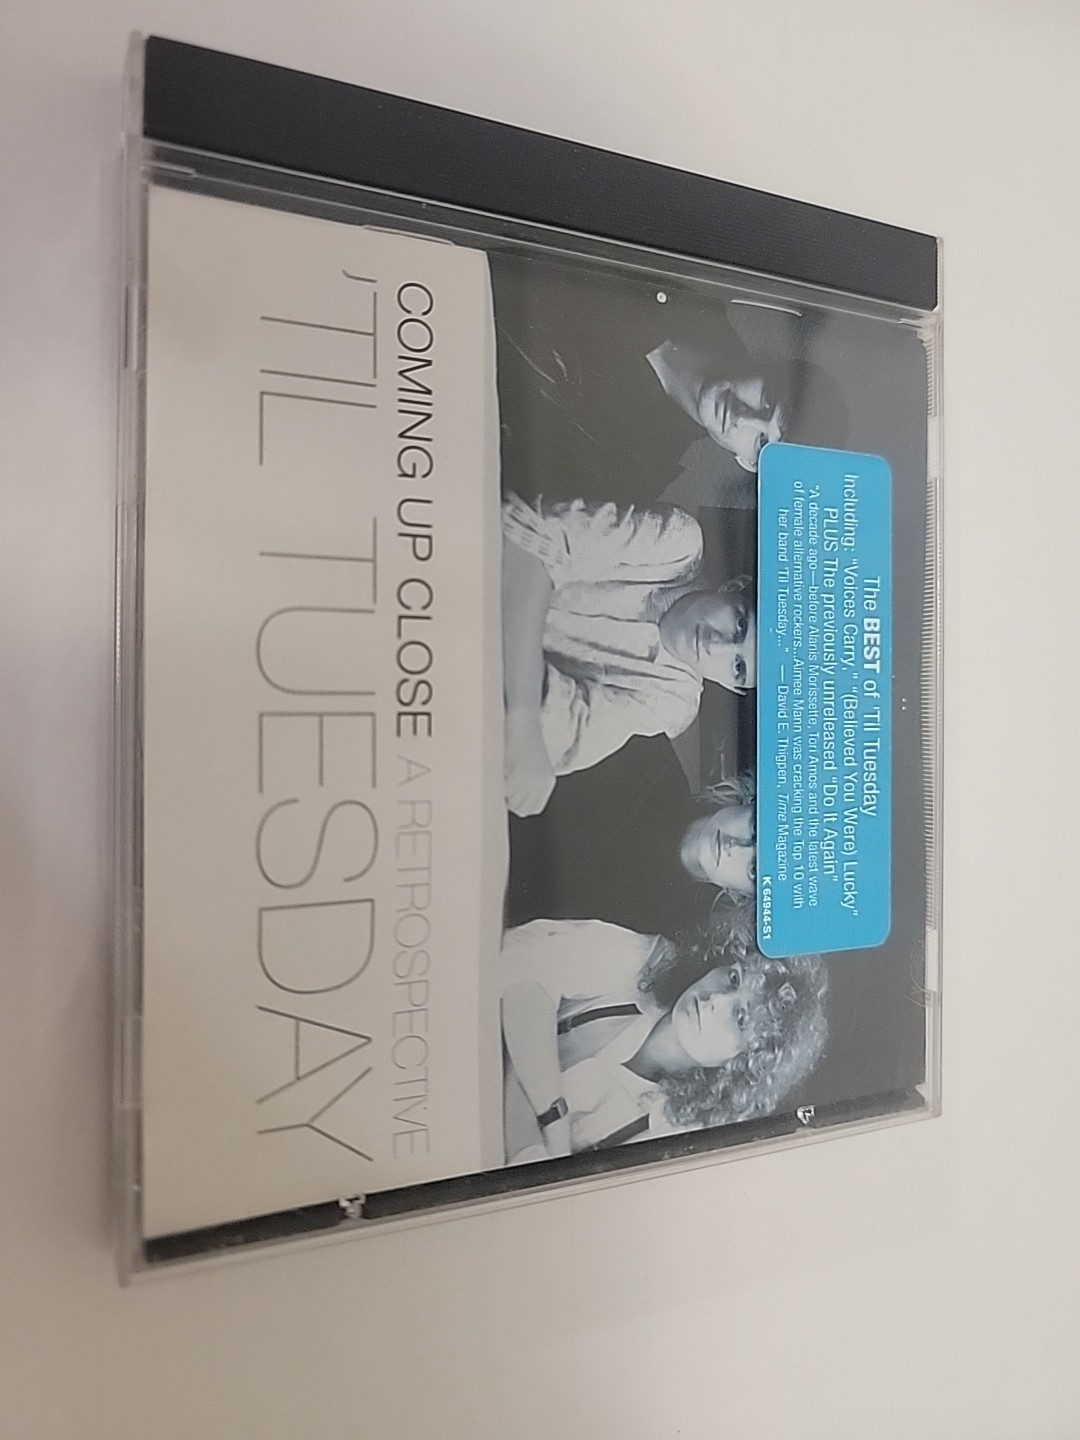 The BEST of 'Til Tuesday
Including: "Voices Carry," "(Believed You Were) Lucky"
PLUS The previously unreleased "Do It Again"
"A decade ago—before Alanis Morissette, Tori Amos and the latest wave
of female alternative rockers...Aimee Mann was cracking the Top 10 with
her band 'Til Tuesday..." — David E. Thigpen, Time Magazine
K 64944-S1
COMING UP CLOSE A RETROSPECTIVE
'TIL TUESDAY